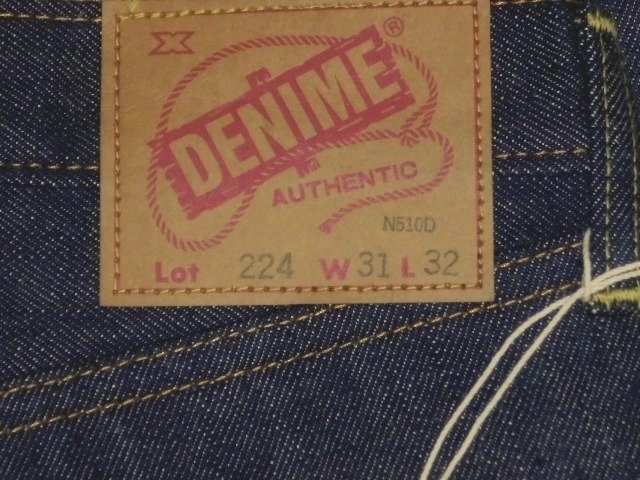 X
DENIME®
AUTHENTIC
N510D
Lot 224 W 31 L 32